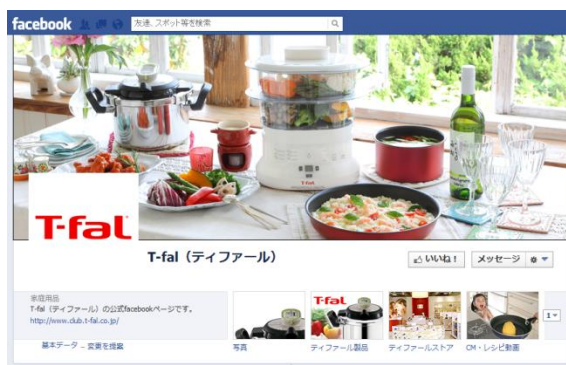 facebook
友達、スポット等を検索
T-fal
T-fal
T-fal（ティファール）
いいね！
メッセージ
家庭用品
T-fal（ティファール）の公式facebookページです。
http://www.club.t-fal.co.jp/
基本データ - 変更を提案
T-fal
写真
ティファール製品
ティファールストア
CM・レシピ動画
1